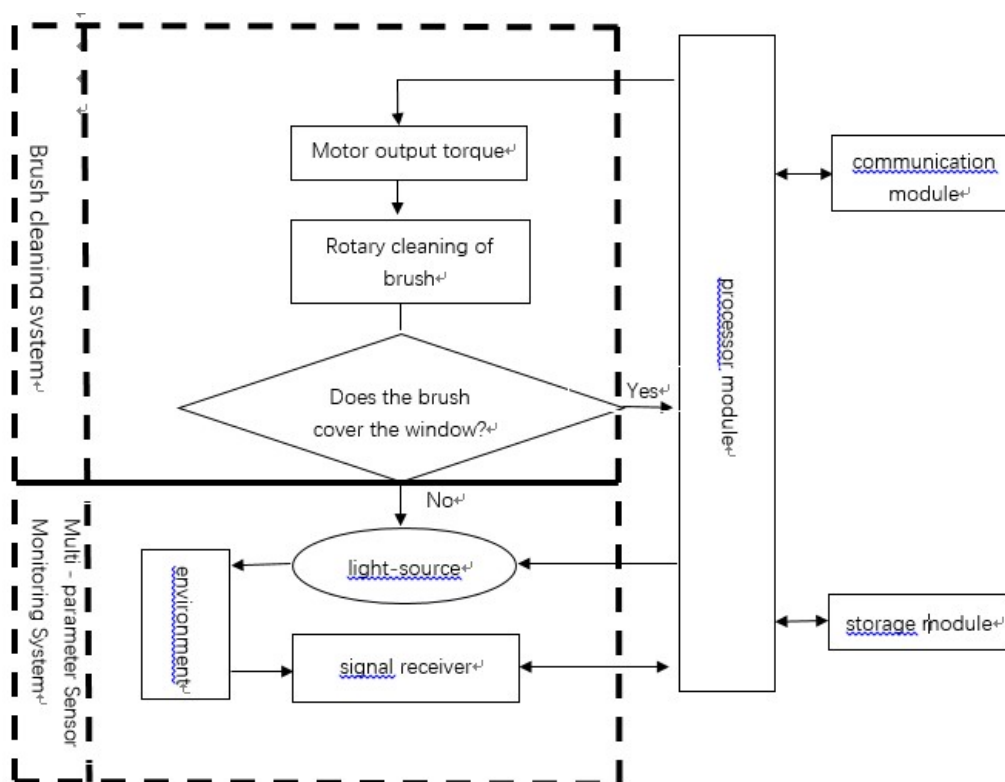 Brush cleaning system
Motor output torque
Rotary cleaning of
brush
Does the brush
cover the window?
Yes
No
Multi - parameter Sensor
Monitoring System
environment
light-source
signal receiver
processor module
communication
module
storage module